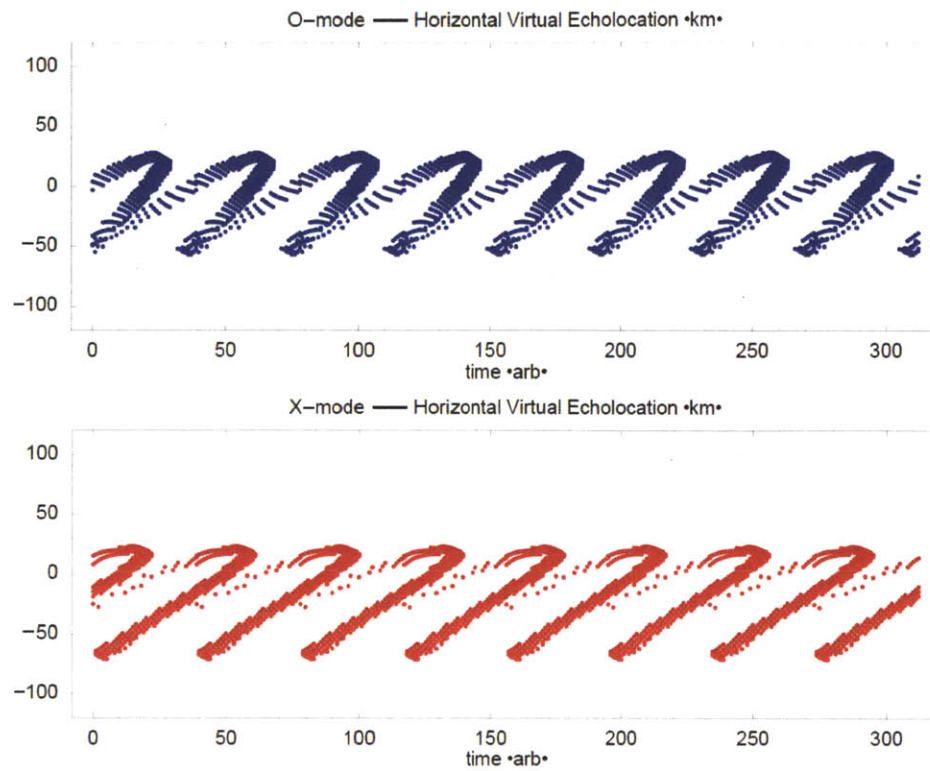 O−mode — Horizontal Virtual Echolocation •km•
100
50
0
−50
−100
0 50 100 150 200 250 300
time •arb•
X−mode — Horizontal Virtual Echolocation •km•
100
50
0
−50
−100
0 50 100 150 200 250 300
time •arb•